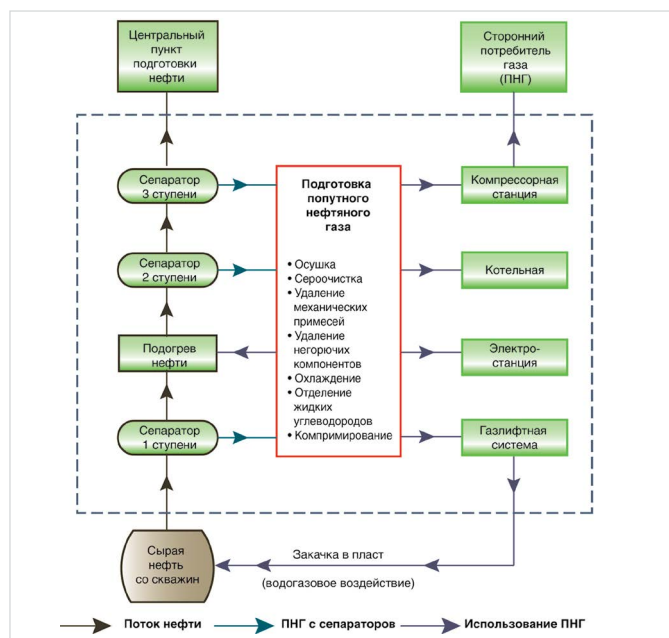 Центральный
пункт
подготовки
нефти
Сторонний
потребитель
газа
(ПНГ)
Сепаратор
3 ступени
Подготовка
попутного
нефтяного
газа
Компрессорная
станция
• Осушка
• Сероочистка
• Удаление
механических
примесей
• Удаление
негорючих
компонентов
• Охлаждение
• Отделение
жидких
углеводородов
• Компримирование
Сепаратор
2 ступени
Котельная
Подогрев
нефти
Электро-
станция
Сепаратор
1 ступени
Газлифтная
система
Сырая
нефть
со скважин
Закачка в пласт
(водогазовое воздействие)
Поток нефти
ПНГ с сепараторов
Использование ПНГ